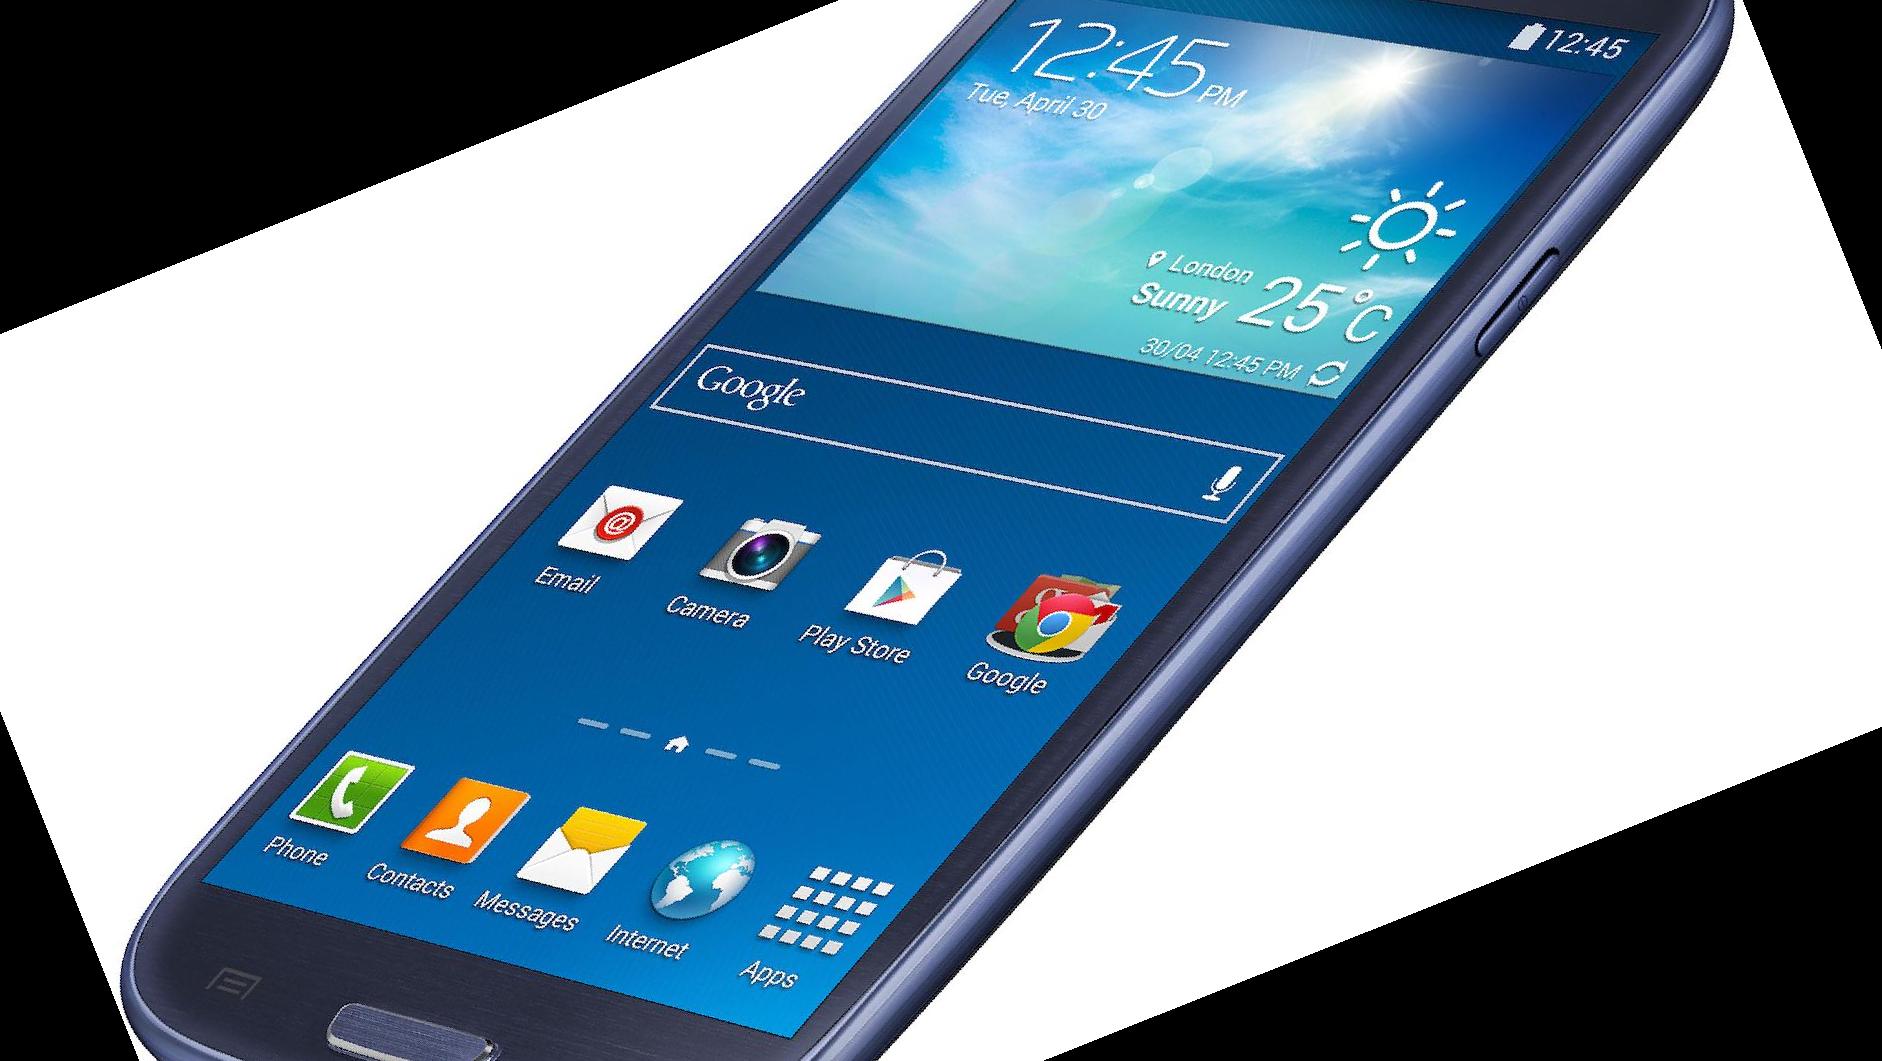 12:45
12:45 PM
Tue, April 30
London
Sunny 25°C
30/04 12:45 PM
Google
Email
Camera
Play Store
Google
Phone
Contacts
Messages
Internet
Apps